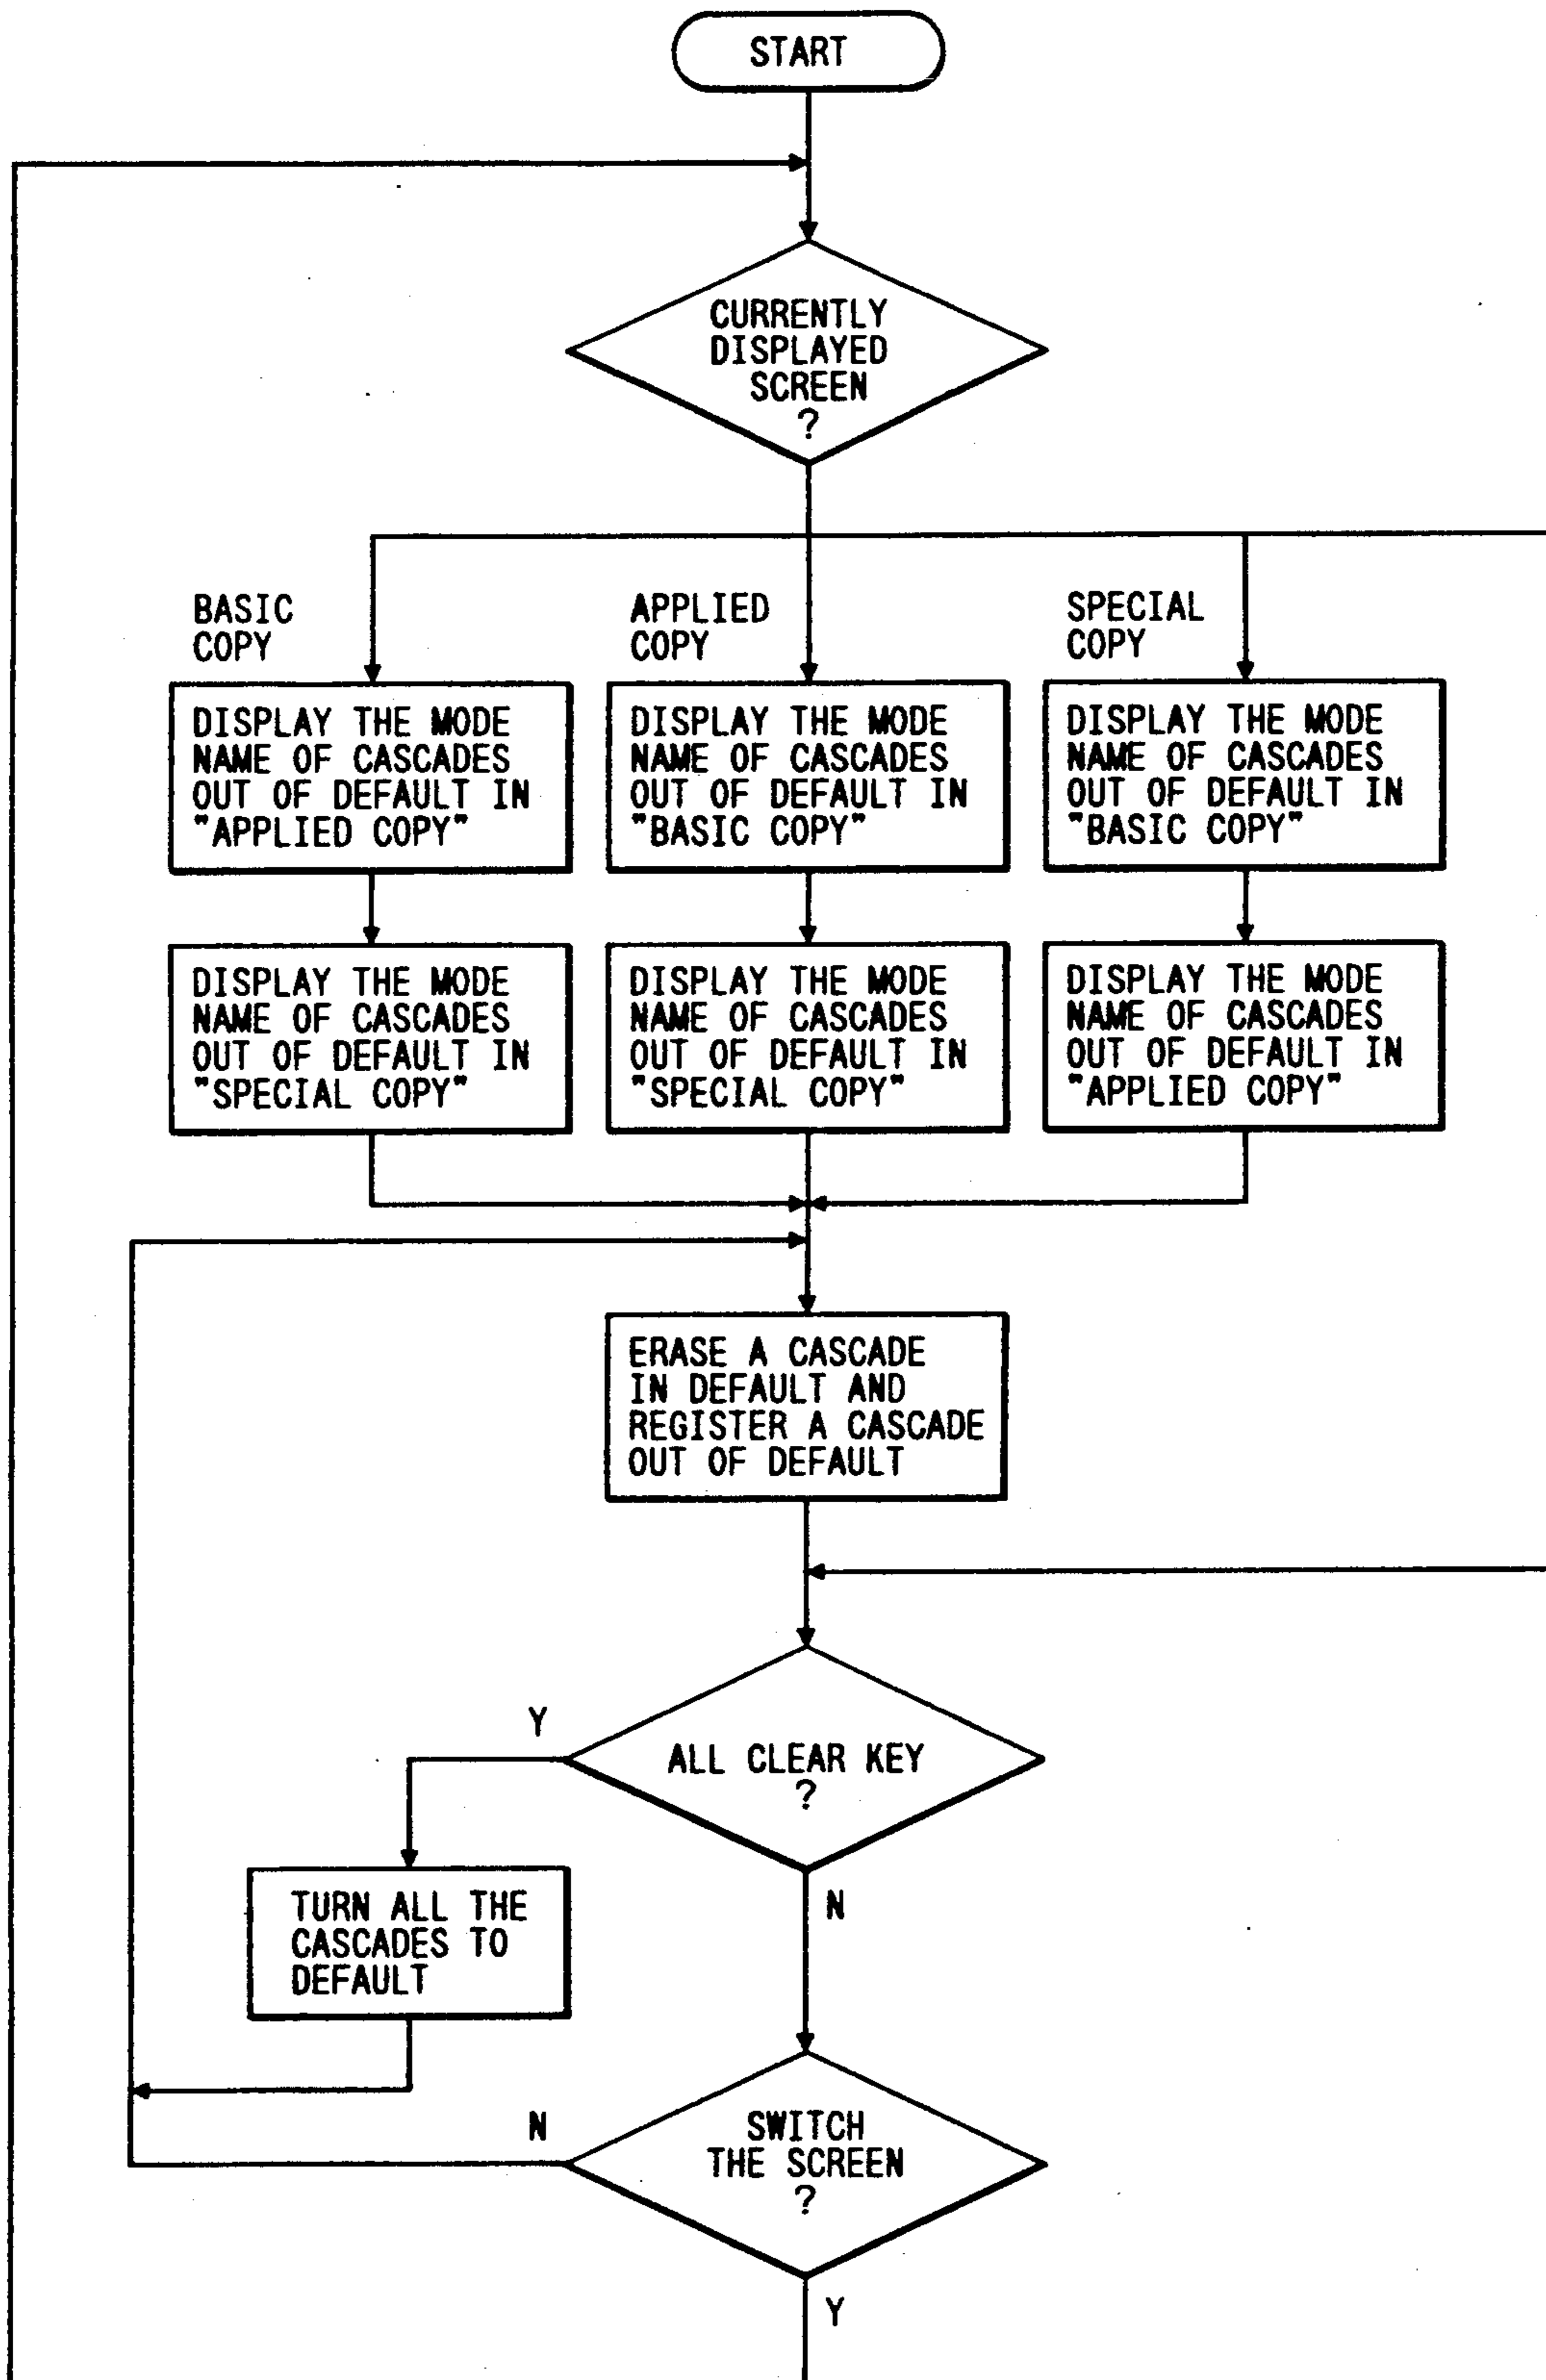 START
CURRENTLY
DISPLAYED
SCREEN
?
BASIC
COPY
APPLIED
COPY
SPECIAL
COPY
DISPLAY THE MODE
NAME OF CASCADES
OUT OF DEFAULT IN
"APPLIED COPY"
DISPLAY THE MODE
NAME OF CASCADES
OUT OF DEFAULT IN
"BASIC COPY"
DISPLAY THE MODE
NAME OF CASCADES
OUT OF DEFAULT IN
"BASIC COPY"
DISPLAY THE MODE
NAME OF CASCADES
OUT OF DEFAULT IN
"SPECIAL COPY"
DISPLAY THE MODE
NAME OF CASCADES
OUT OF DEFAULT IN
"SPECIAL COPY"
DISPLAY THE MODE
NAME OF CASCADES
OUT OF DEFAULT IN
"APPLIED COPY"
ERASE A CASCADE
IN DEFAULT AND
REGISTER A CASCADE
OUT OF DEFAULT
Y
ALL CLEAR KEY
?
N
TURN ALL THE
CASCADES TO
DEFAULT
N
SWITCH
THE SCREEN
?
Y